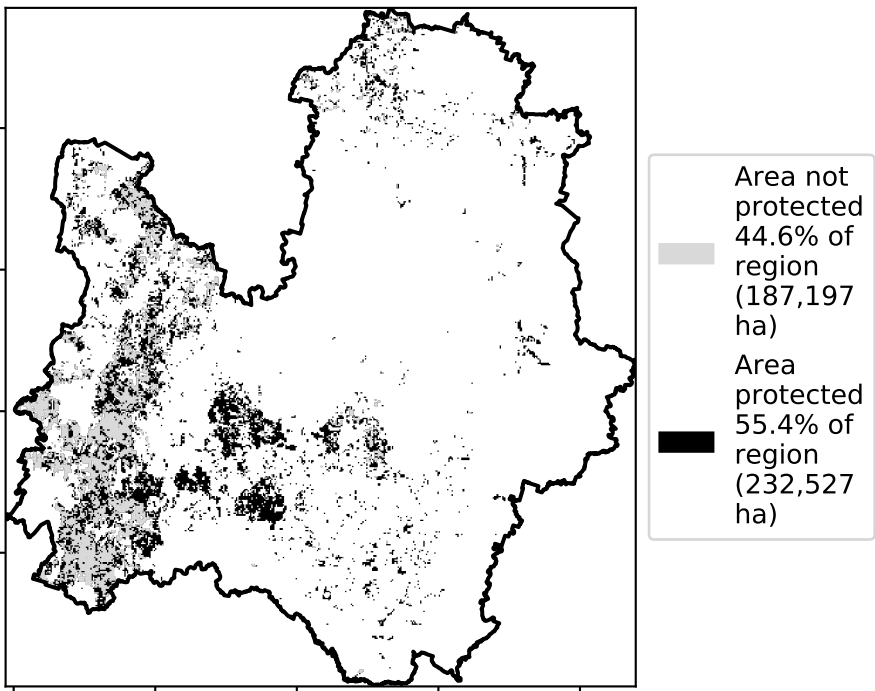 Area not
protected
44.6% of
region
(187,197
ha)
Area
protected
55.4% of
region
(232,527
ha)